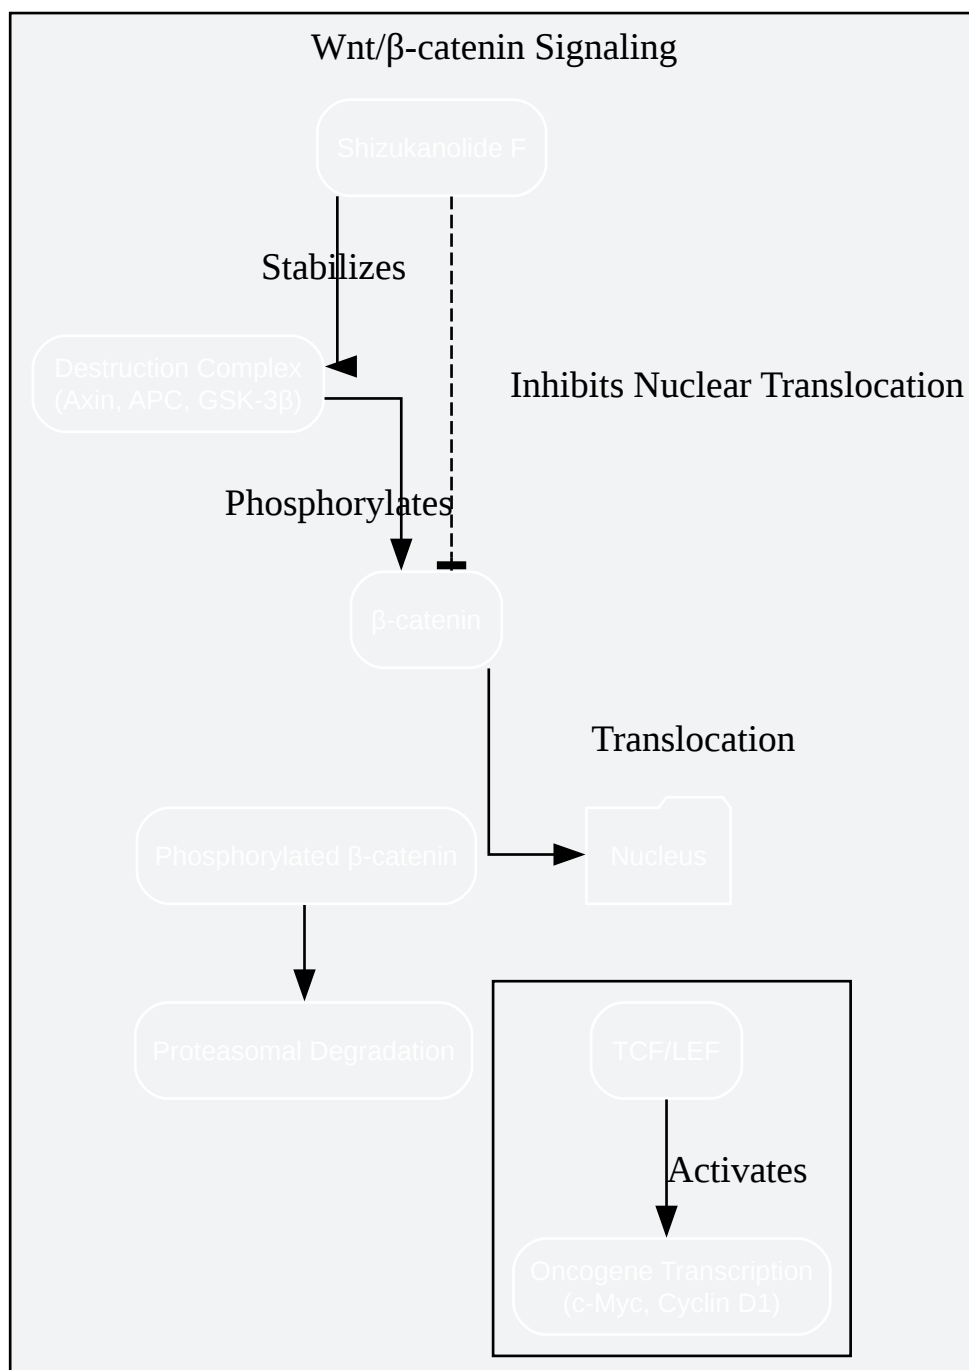 Wnt/β-catenin Signaling
Shizukanolide F
Stabilizes
Destruction Complex
(Axin, APC, GSK-3β)
Inhibits Nuclear Translocation
Phosphorylates
β-catenin
Translocation
Phosphorylated β-catenin
Nucleus
Proteasomal Degradation
TCF/LEF
Activates
Oncogene Transcription
(c-Myc, Cyclin D1)